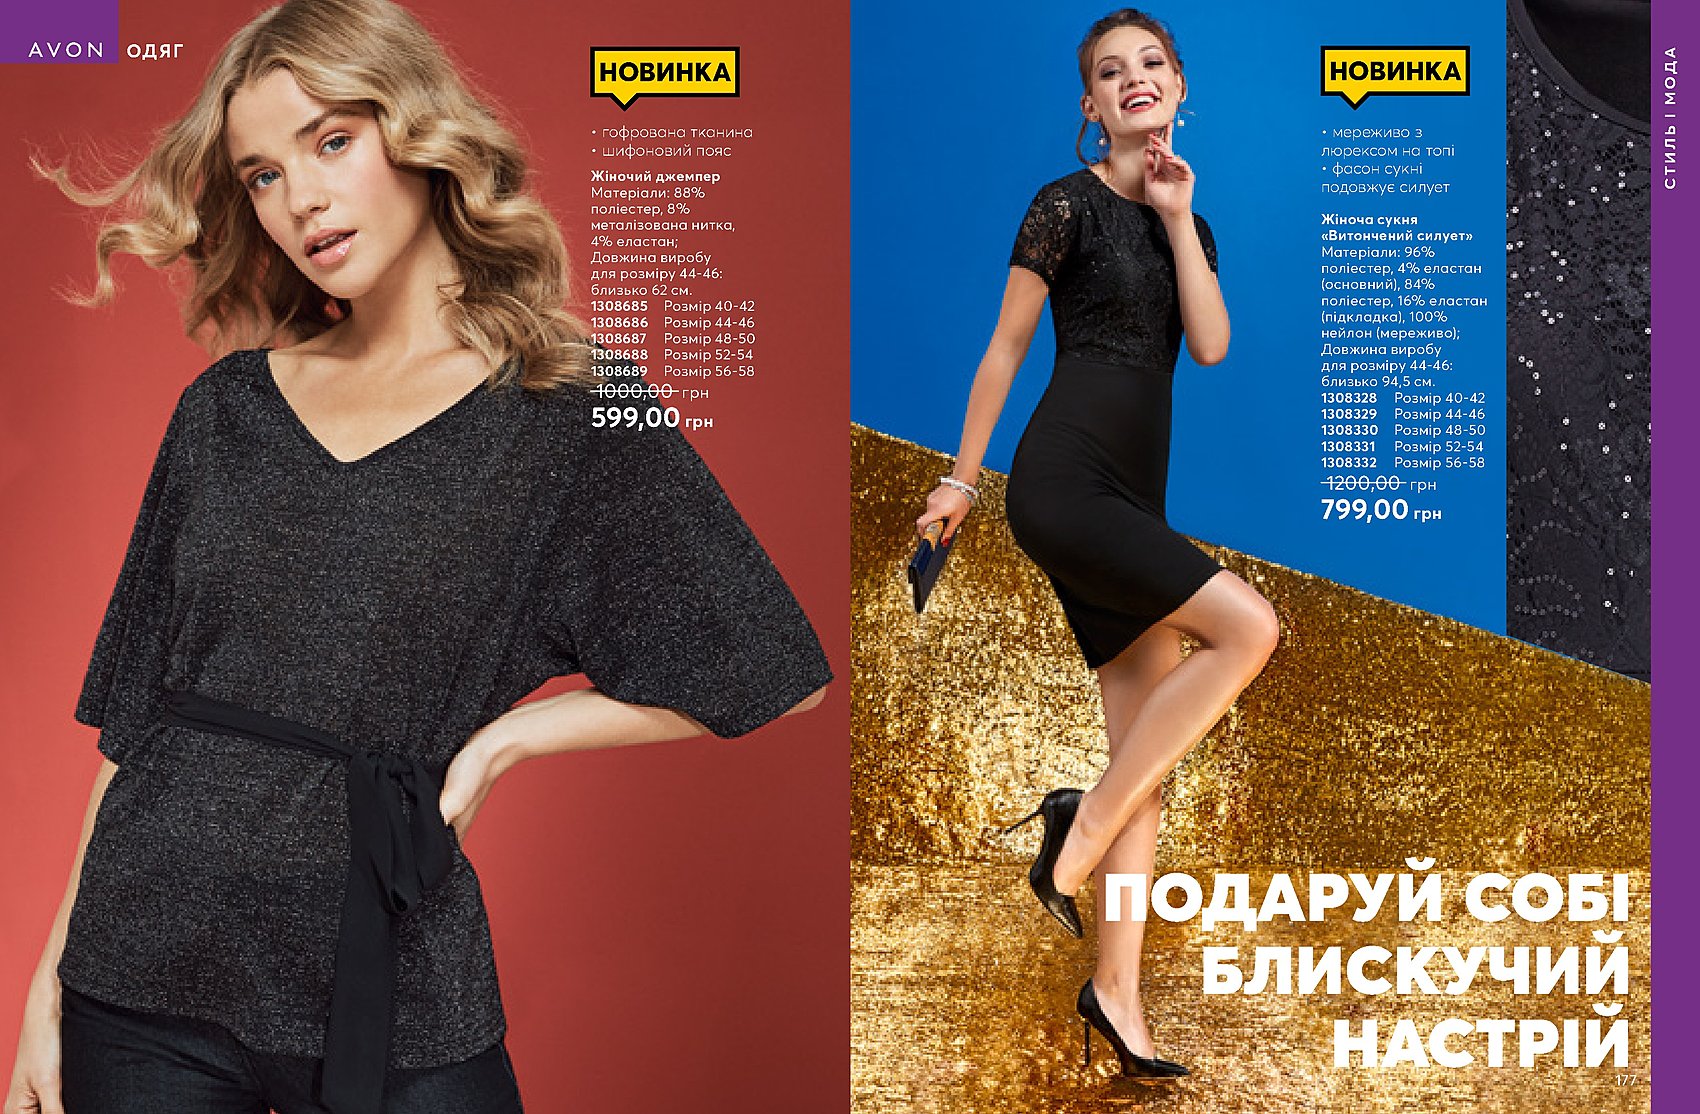 AVON ОДЯГ
НОВИНКА
• гофрована тканина
• шифоновий пояс
Жіночий джемпер
Матеріали: 88%
поліестер, 8%
металізована нитка,
4% еластан;
Довжина виробу
для розміру 44-46:
близько 62 см.
1308685 Розмір 40-42
1308686 Розмір 44-46
1308687 Розмір 48-50
1308688 Розмір 52-54
1308689 Розмір 56-58
1000,00 грн
599,00 грн
НОВИНКА
• мереживо з
люрексом на топі
• фасон сукні
подовжує силует
Жіноча сукня
«Витончений силует»
Матеріали: 96%
поліестер, 4% еластан
(основний), 84%
поліестер, 16% еластан
(підкладка), 100%
нейлон (мереживо);
Довжина виробу
для розміру 44-46:
близько 94,5 см.
1308328 Розмір 40-42
1308329 Розмір 44-46
1308330 Розмір 48-50
1308331 Розмір 52-54
1308332 Розмір 56-58
1200,00 грн
799,00 грн
СТИЛЬ І МОДА
ПОДАРУЙ СОБІ
БЛИСКУЧИЙ
НАСТРІЙ
177